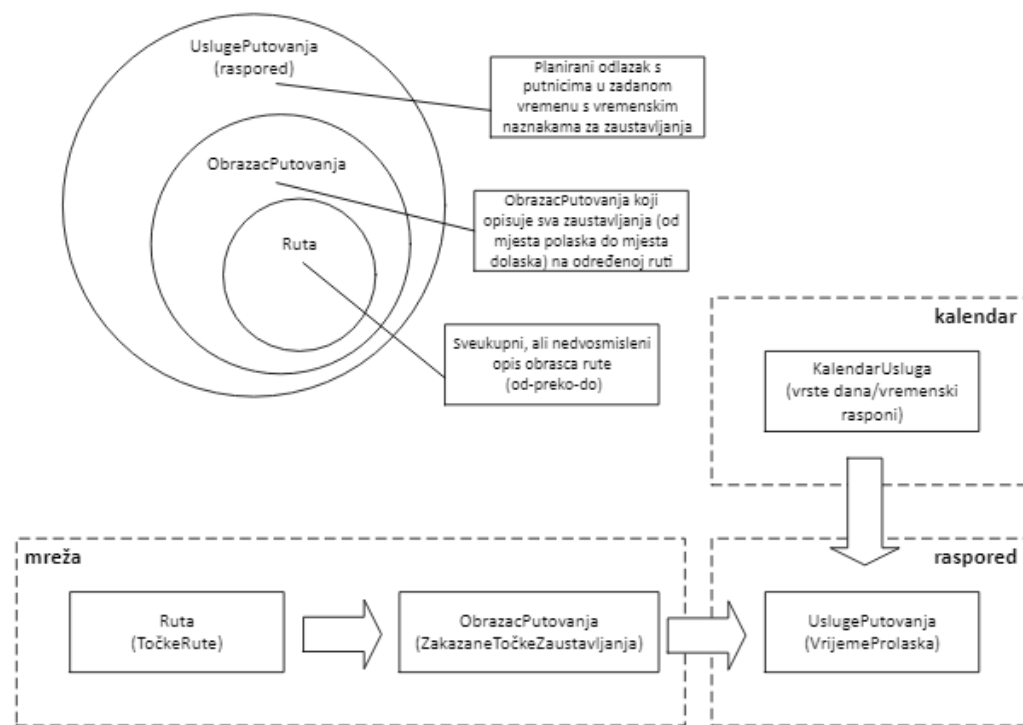 UslugePutovanja
(raspored)
Planirani odlazak s
putnicima u zadanom
vremenu s vremenskim
naznakama za zaustavljanja
ObrazacPutovanja
ObrazacPutovanja koji
opisuje sva zaustavljanja (od
mjesta polaska do mjesta
dolaska) na određenoj ruti
Ruta
Sveukupni, ali nedvosmisleni
opis obrasca rute
(od-preko-do)
kalendar
KalendarUsluga
(vrste dana/vremenski
rasponi)
mreža
Ruta
(TočkeRute)
ObrazacPutovanja
(ZakazaneTočkeZaustavljanja)
raspored
UslugePutovanja
(VrijemeProlaska)